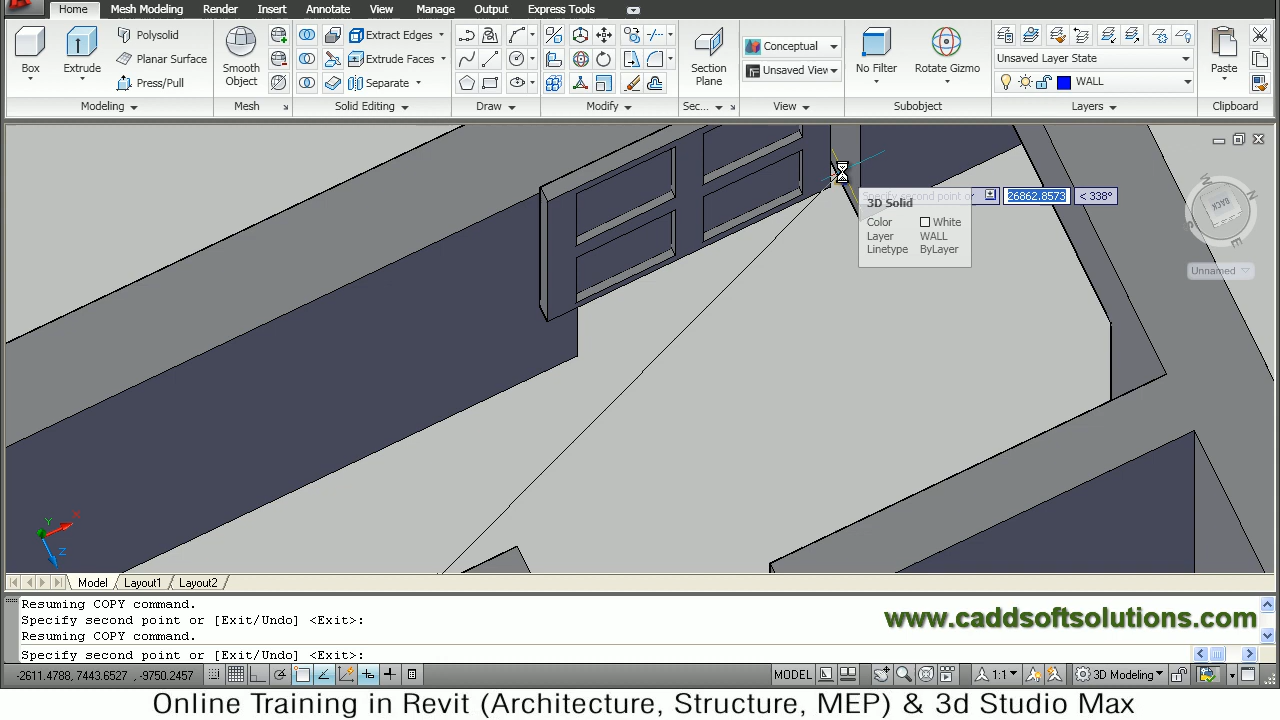 Home Mesh Modeling Render Insert Annotate View Manage Output Express Tools
Box Extrude Polysolid Planar Surface Press/Pull
Smooth Object
Extract Edges Extrude Faces Separate
Section Plane
Conceptual
Unsaved View
No Filter Rotate Gizmo
Unsaved Layer State
WALL
Paste
Modeling Mesh Solid Editing Draw Modify Sec... View Subobject Layers Clipboard
BACK
W
E
Unnamed
Specify second point or 26862.8573 < 338°
3D Solid
Color White
Layer WALL
Linetype ByLayer
Y X
Z
Model Layout1 Layout2
Resuming COPY command.
Specify second point or [Exit/Undo] <Exit>:
Resuming COPY command.
Specify second point or [Exit/Undo] <Exit>:
www.caddsoftsolutions.com
-2611.4788, 7443.6527 , -9750.2457 MODEL 1:1 3D Modeling
Online Training in Revit (Architecture, Structure, MEP) & 3d Studio Max